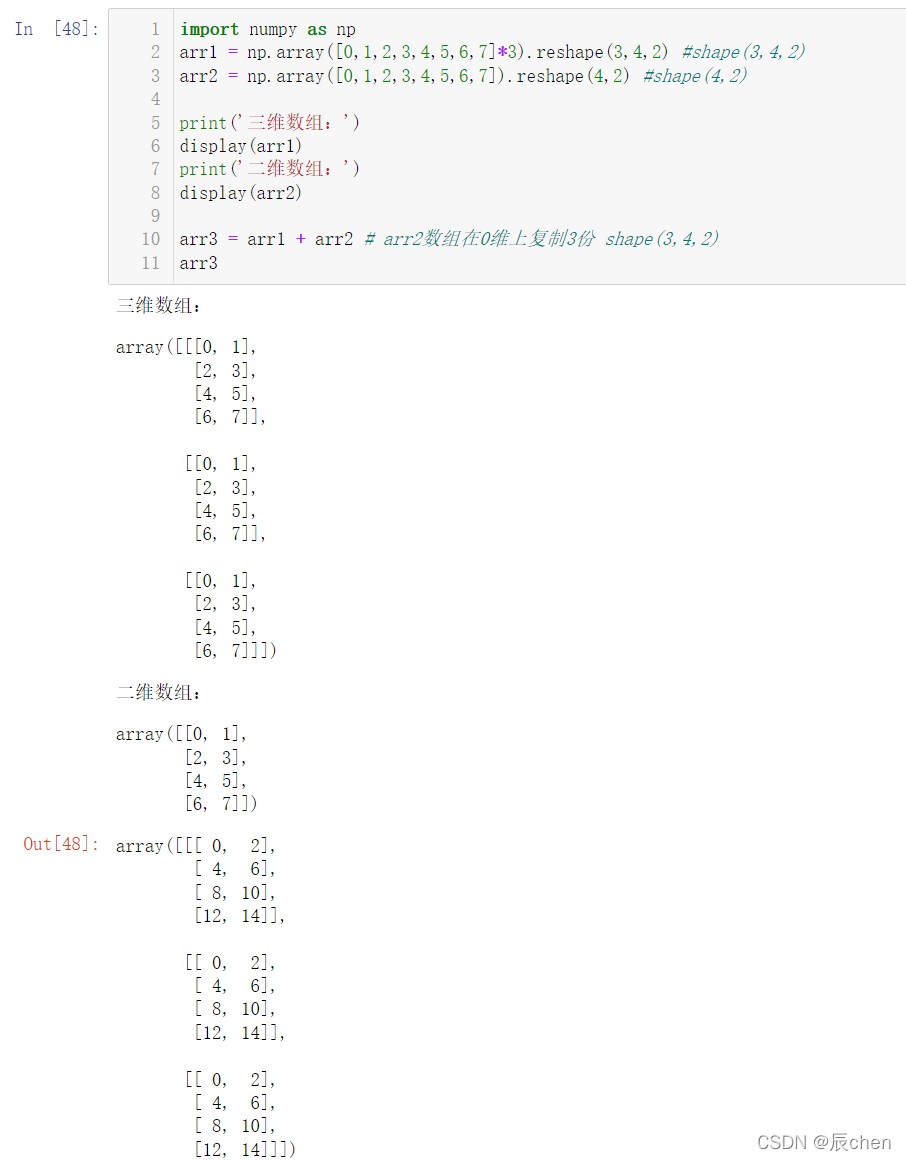 In [48]:
1 import numpy as np
2 arr1 = np.array([0,1,2,3,4,5,6,7]*3).reshape(3,4,2) #shape(3,4,2)
3 arr2 = np.array([0,1,2,3,4,5,6,7]).reshape(4,2) #shape(4,2)
4
5 print('三维数组：')
6 display(arr1)
7 print('二维数组：')
8 display(arr2)
9
10 arr3 = arr1 + arr2 # arr2数组在0维上复制3份 shape(3,4,2)
11 arr3
三维数组：
array([[[0, 1],
[2, 3],
[4, 5],
[6, 7]],
[[0, 1],
[2, 3],
[4, 5],
[6, 7]],
[[0, 1],
[2, 3],
[4, 5],
[6, 7]]])
二维数组：
array([[0, 1],
[2, 3],
[4, 5],
[6, 7]])
Out[48]: array([[[ 0, 2],
[ 4, 6],
[ 8, 10],
[12, 14]],
[[ 0, 2],
[ 4, 6],
[ 8, 10],
[12, 14]],
[[ 0, 2],
[ 4, 6],
[ 8, 10],
[12, 14]]])
CSDN @辰chen